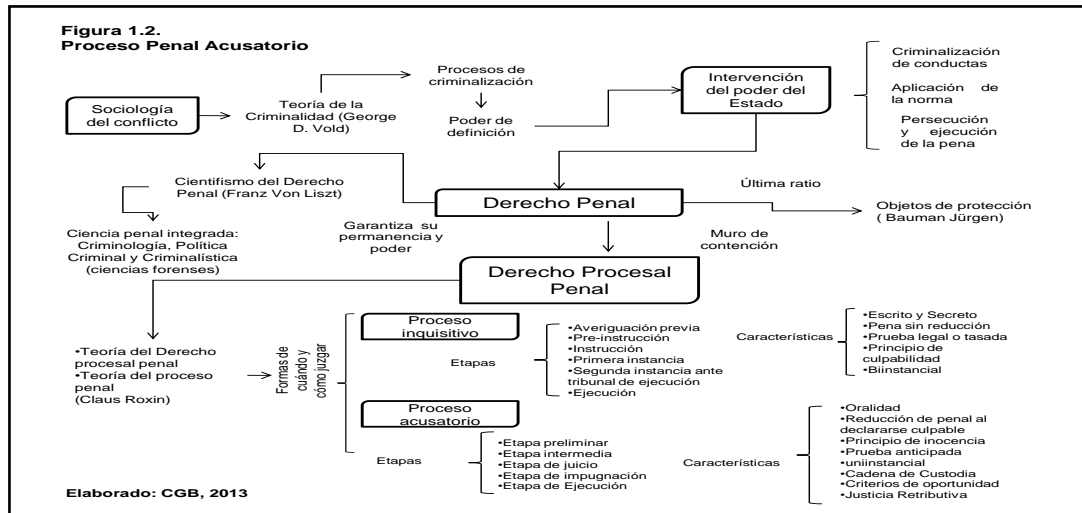 Figura 1.2.
Proceso Penal Acusatorio
Sociología
del conflicto
Teoría de la
Criminalidad (George
D. Vold)
Procesos de
criminalización
Poder de
definición
Intervención
del poder del
Estado
Criminalización
de conductas
Aplicación de
la norma
Persecución
y ejecución
de la pena
Cientifismo del Derecho
Penal (Franz Von Liszt)
Ciencia penal integrada:
Criminología, Política
Criminal y Criminalística
(ciencias forenses)
Garantiza su
permanencia y
poder
Derecho Penal
Última ratio
Objetos de protección
( Bauman Jürgen)
Muro de
contención
Derecho Procesal
Penal
•Teoría del Derecho
procesal penal
•Teoría del proceso
penal
(Claus Roxin)
Formas de
cuándo y
cómo juzgar
Proceso
inquisitivo
Etapas
•Averiguación previa
•Pre-instrucción
•Instrucción
•Primera instancia
•Segunda instancia ante
tribunal de ejecución
•Ejecución
Características
•Escrito y Secreto
•Pena sin reducción
•Prueba legal o tasada
•Principio de
culpabilidad
•Biinstancial
Proceso
acusatorio
Etapas
•Etapa preliminar
•Etapa intermedia
•Etapa de juicio
•Etapa de impugnación
•Etapa de Ejecución
Características
•Oralidad
•Reducción de penal al
declararse culpable
•Principio de inocencia
•Prueba anticipada
•uniinstancial
•Cadena de Custodia
•Criterios de oportunidad
•Justicia Retributiva
Elaborado: CGB, 2013